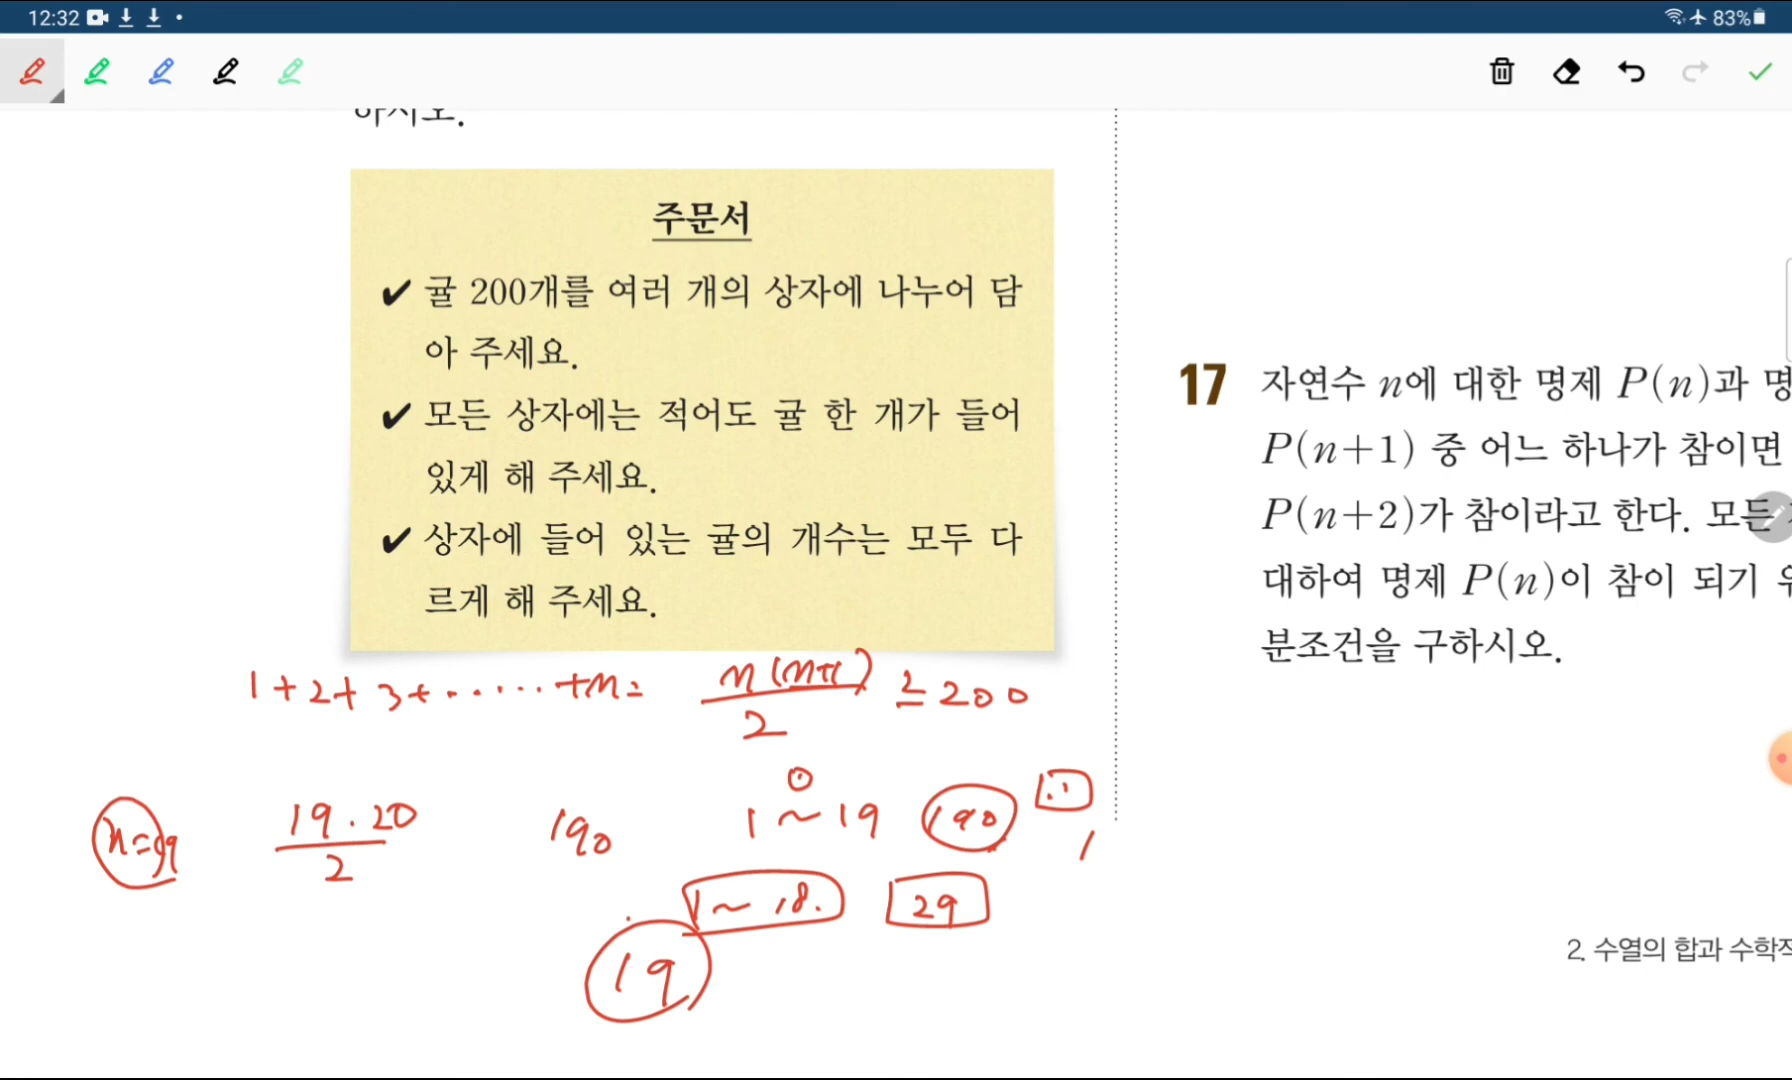 12:32
83%
하시오.
주문서
✔ 귤 200개를 여러 개의 상자에 나누어 담
아 주세요.
✔ 모든 상자에는 적어도 귤 한 개가 들어
있게 해 주세요.
✔ 상자에 들어 있는 귤의 개수는 모두 다
르게 해 주세요.
1+2+3+······+n= n(n+1)/2 ≤ 200
n=19 19·20/2 190 1~19 190
1~18. 29
19
17 자연수 n에 대한 명제 P(n)과 명
P(n+1) 중 어느 하나가 참이면
P(n+2)가 참이라고 한다. 모든
대하여 명제 P(n)이 참이 되기
분조건을 구하시오.
2. 수열의 합과 수학적